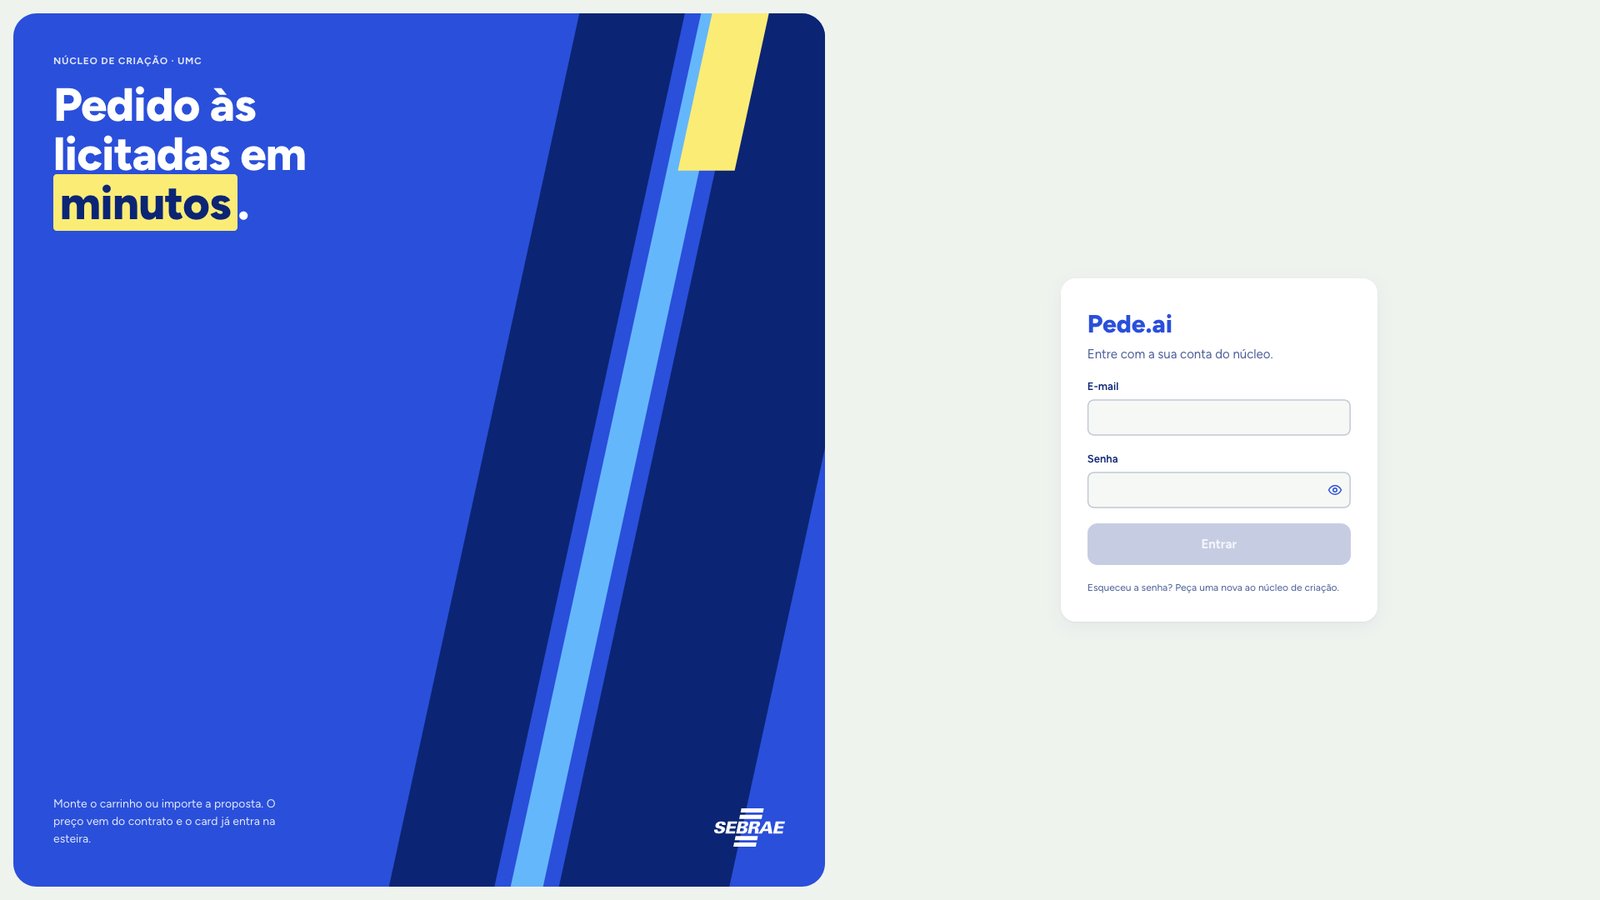 NÚCLEO DE CRIAÇÃO · UMC
Pedido às
licitadas em
minutos.
Monte o carrinho ou importe a proposta. O
preço vem do contrato e o card já entra na
esteira.
SEBRAE
Pede.ai
Entre com a sua conta do núcleo.
E-mail
Senha
Entrar
Esqueceu a senha? Peça uma nova ao núcleo de criação.